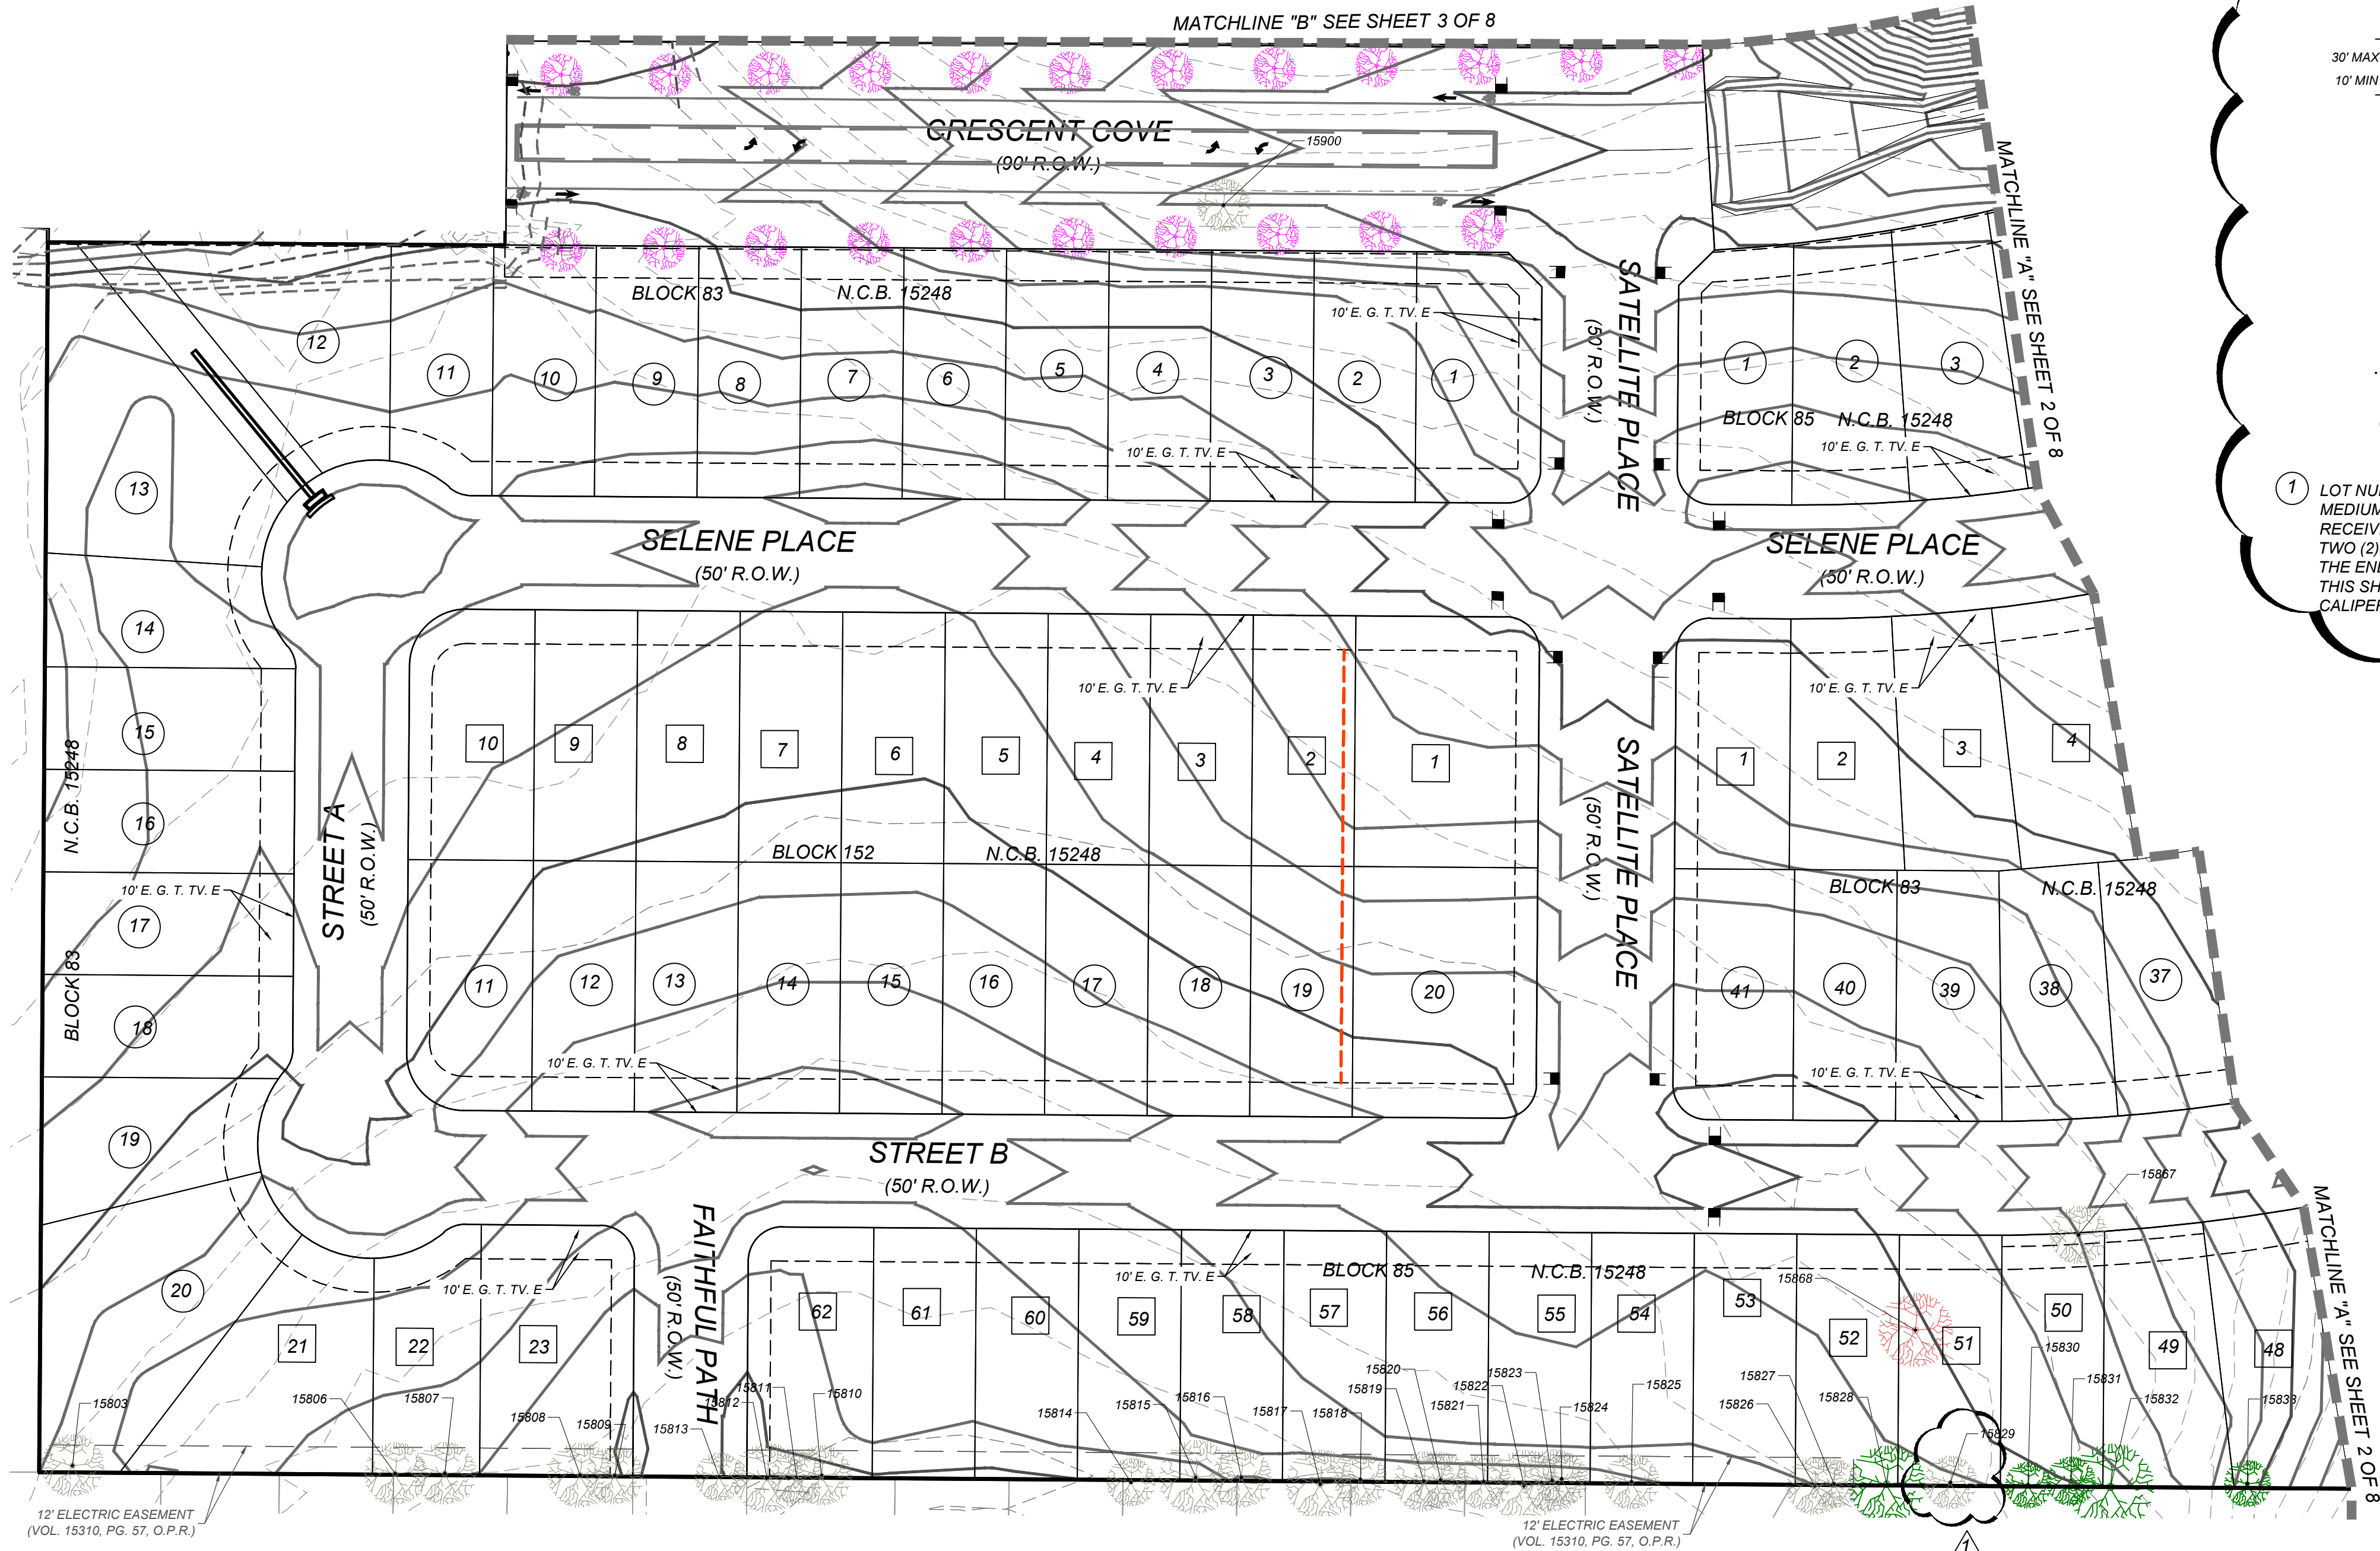 MATCHLINE "B" SEE SHEET 3 OF 8
30' MAX
10' MIN
CRESCENT COVE
(90' R.O.W.)
15900
MATCHLINE "A" SEE SHEET 2 OF 8
BLOCK 83
N.C.B. 15248
10' E. G. T. TV. E
SATELLITE PLACE
(50' R.O.W.)
12
11
10
9
8
7
6
5
4
3
2
1
1
2
3
BLOCK 85
N.C.B. 15248
10' E. G. T. TV. E
10' E. G. T. TV. E
13
1
LOT NU
MEDIUM
RECEIV
TWO (2)
THE EN
THIS SH
CALIPER
SELENE PLACE
(50' R.O.W.)
SELENE PLACE
(50' R.O.W.)
14
15
16
17
18
19
20
N.C.B. 15248
BLOCK 83
10' E. G. T. TV. E
STREET A
(50' R.O.W.)
10' E. G. T. TV. E
10
9
8
7
6
5
4
3
2
1
BLOCK 152
N.C.B. 15248
11
12
13
14
15
16
17
18
19
20
10' E. G. T. TV. E
SATELLITE PLACE
(50' R.O.W.)
10' E. G. T. TV. E
1
2
3
4
BLOCK 83
N.C.B. 15248
41
40
39
38
37
10' E. G. T. TV. E
STREET B
(50' R.O.W.)
15867
MATCHLINE "A" SEE SHEET 2 OF 8
FAITHFUL PATH
(50' R.O.W.)
10' E. G. T. TV. E
10' E. G. T. TV. E
BLOCK 85
N.C.B. 15248
15868
21
22
23
62
61
60
59
58
57
56
55
54
53
52
51
50
49
48
15803
15806
15807
15808
15809
15813
15812
15811
15810
15814
15815
15816
15817
15818
15819
15820
15821
15822
15823
15824
15825
15826
15827
15828
15829
15830
15831
15832
15833
12' ELECTRIC EASEMENT
(VOL. 15310, PG. 57, O.P.R.)
12' ELECTRIC EASEMENT
(VOL. 15310, PG. 57, O.P.R.)
1